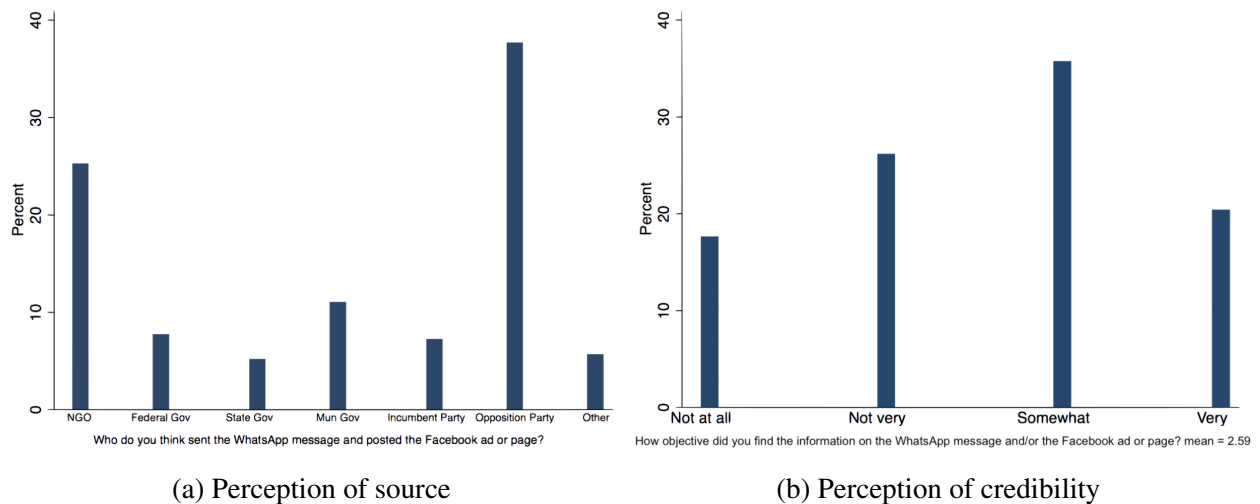 40
30
Percent
20
10
0
NGO Federal Gov State Gov Mun Gov Incumbent Party Opposition Party Other
Who do you think sent the WhatsApp message and posted the Facebook ad or page?
(a) Perception of source
40
30
Percent
20
10
0
Not at all Not very Somewhat Very
How objective did you find the information on the WhatsApp message and/or the Facebook ad or page? mean = 2.59
(b) Perception of credibility